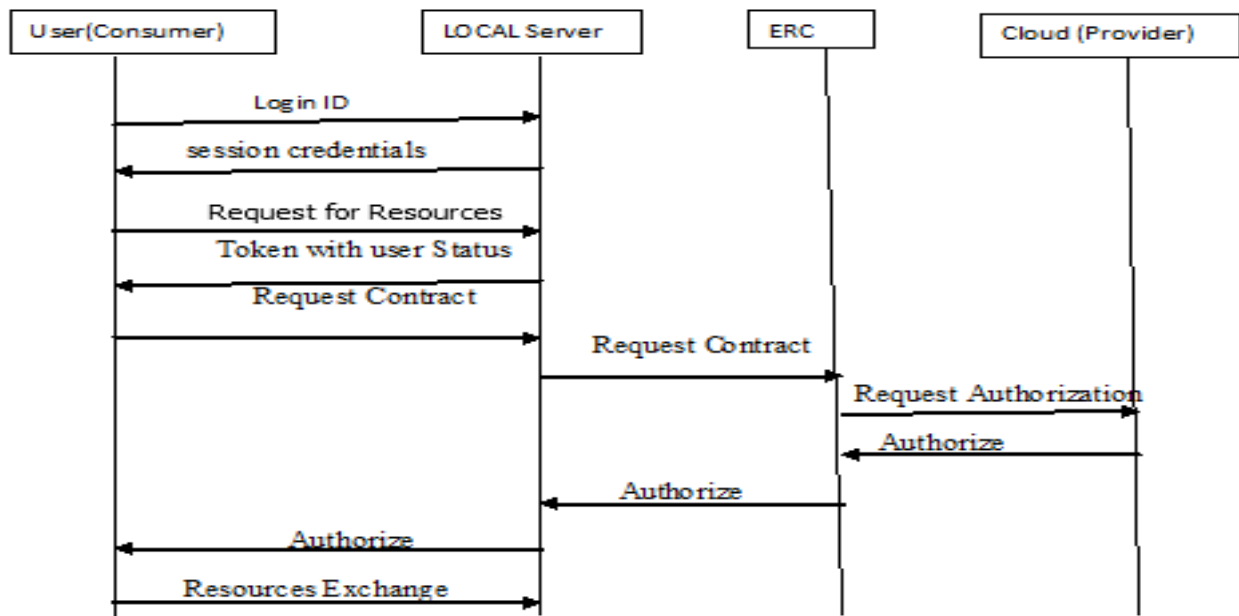 User(Consumer)
LOCAL Server
ERC
Cloud (Provider)
Login ID
session credentials
Request for Resources
Token with user Status
Request Contract
Request Contract
Request Authorization
Authorize
Authorize
Authorize
Resources Exchange